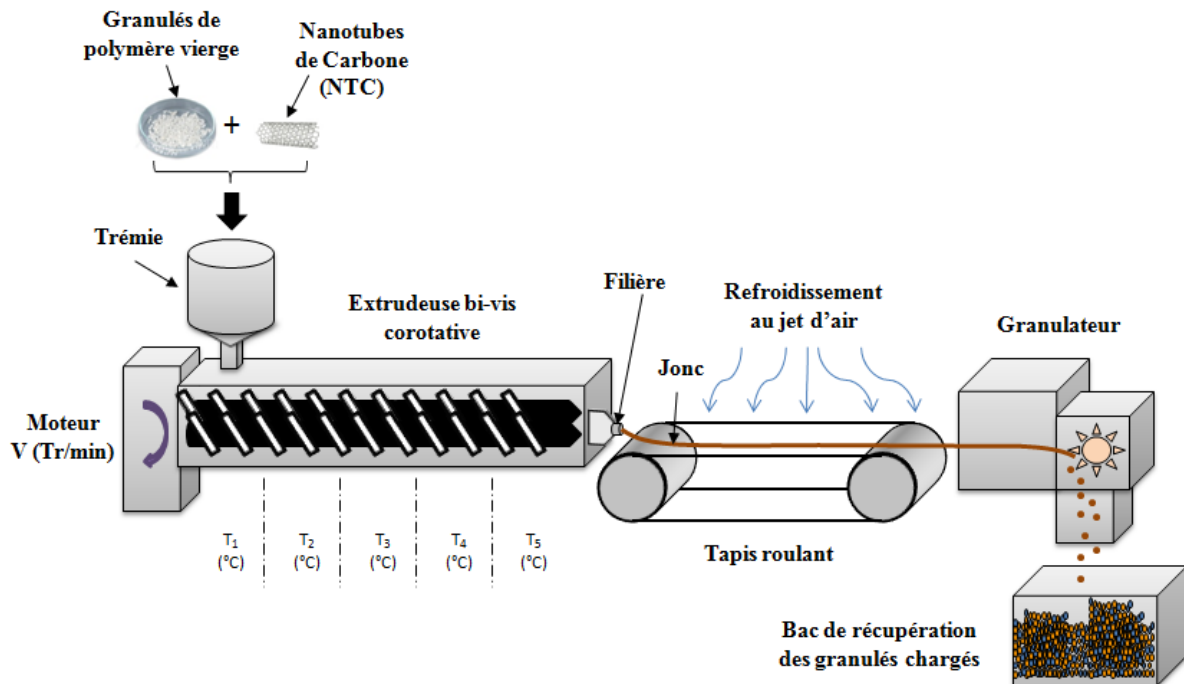 Granulés de
polymère vierge
Nanotubes
de Carbone
(NTC)
+
Trémie
Extrudeuse bi-vis
corotative
Filière
Refroidissement
au jet d'air
Granulateur
Jonc
Moteur
V (Tr/min)
T₁
(°C)
T₂
(°C)
T₃
(°C)
T₄
(°C)
T₅
(°C)
Tapis roulant
Bac de récupération
des granulés chargés